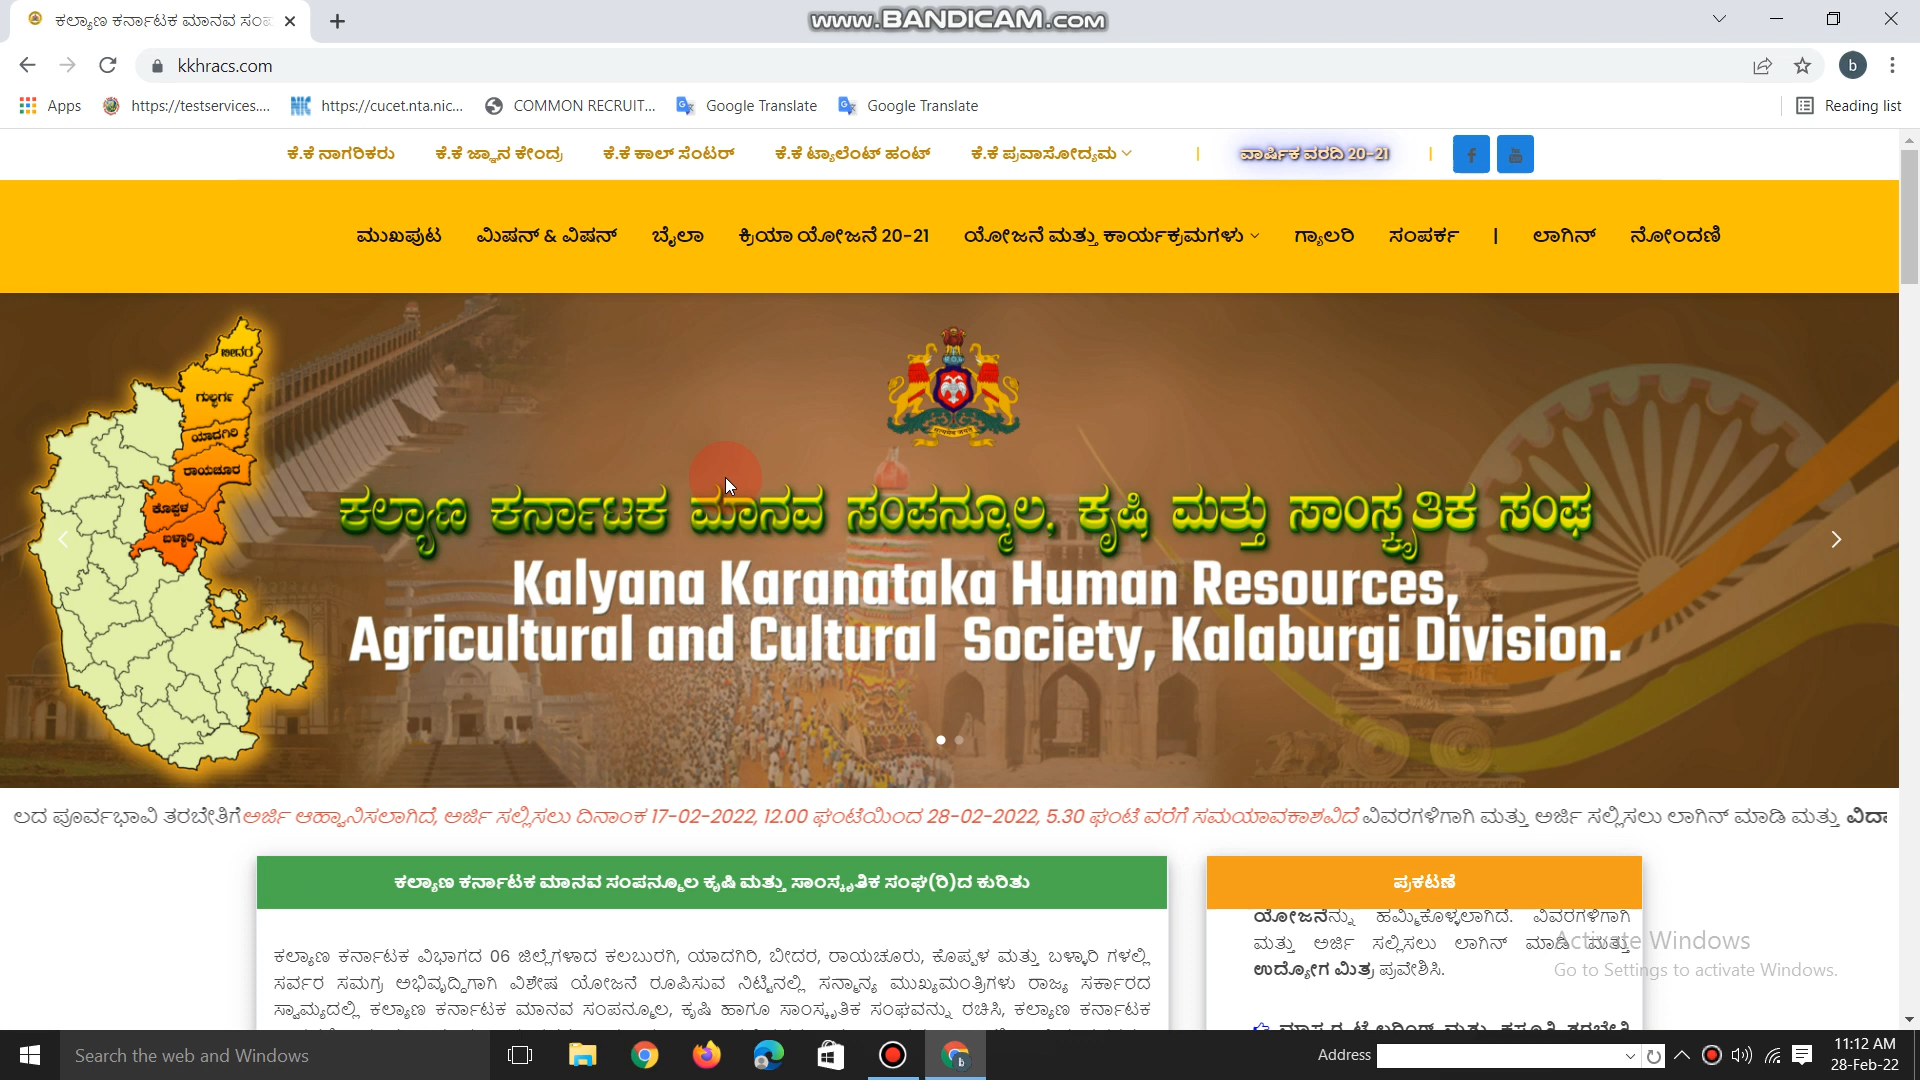 ಕಲ್ಯಾಣ ಕರ್ನಾಟಕ ಮಾನವ ಸಂಪ
www.BANDICAM.com
kkhracs.com
b
Apps https://testservices.... https://cucet.nta.nic... COMMON RECRUIT... Google Translate Google Translate Reading list
ಕೆ.ಕೆ ನಾಗರಿಕರು ಕೆ.ಕೆ ಜ್ಞಾನ ಕೇಂದ್ರ ಕೆ.ಕೆ ಕಾಲ್ ಸೆಂಟರ್ ಕೆ.ಕೆ ಟ್ಯಾಲೆಂಟ್ ಹಂಟ್ ಕೆ.ಕೆ ಪ್ರವಾಸೋದ್ಯಮ | ವಾರ್ಷಿಕ ವರದಿ 20-21 |
ಮುಖಪುಟ ಮಿಷನ್ & ವಿಷನ್ ಬೈಲಾ ಕ್ರಿಯಾ ಯೋಜನೆ 20-21 ಯೋಜನೆ ಮತ್ತು ಕಾರ್ಯಕ್ರಮಗಳು ಗ್ಯಾಲರಿ ಸಂಪರ್ಕ | ಲಾಗಿನ್ ನೋಂದಣಿ
ಬೀದರ
ಗುಲ್ಬರ್ಗ
ಯಾದಗಿರಿ
ರಾಯಚೂರ
ಕೊಪ್ಪಳ
ಬಳ್ಳಾರಿ
ಕಲ್ಯಾಣ ಕರ್ನಾಟಕ ಮಾನವ ಸಂಪನ್ಮೂಲ, ಕೃಷಿ ಮತ್ತು ಸಾಂಸ್ಕೃತಿಕ ಸಂಘ
Kalyana Karanataka Human Resources,
Agricultural and Cultural Society, Kalaburgi Division.
ಲದ ಪೂರ್ವಭಾವಿ ತರಬೇತಿಗೆ ಅರ್ಜಿ ಆಹ್ವಾನಿಸಲಾಗಿದೆ, ಅರ್ಜಿ ಸಲ್ಲಿಸಲು ದಿನಾಂಕ 17-02-2022, 12.00 ಘಂಟೆಯಿಂದ 28-02-2022, 5.30 ಘಂಟೆ ವರೆಗೆ ಸಮಯಾವಕಾಶವಿದೆ ವಿವರಗಳಿಗಾಗಿ ಮತ್ತು ಅರ್ಜಿ ಸಲ್ಲಿಸಲು ಲಾಗಿನ್ ಮಾಡಿ ಮತ್ತು
ಕಲ್ಯಾಣ ಕರ್ನಾಟಕ ಮಾನವ ಸಂಪನ್ಮೂಲ ಕೃಷಿ ಮತ್ತು ಸಾಂಸ್ಕೃತಿಕ ಸಂಘ(ರಿ)ದ ಕುರಿತು
ಕಲ್ಯಾಣ ಕರ್ನಾಟಕ ವಿಭಾಗದ 06 ಜಿಲ್ಲೆಗಳಾದ ಕಲಬುರಗಿ, ಯಾದಗಿರಿ, ಬೀದರ, ರಾಯಚೂರು, ಕೊಪ್ಪಳ ಮತ್ತು ಬಳ್ಳಾರಿ ಗಳಲ್ಲಿ
ಸರ್ವರ ಸಮಗ್ರ ಅಭಿವೃದ್ಧಿಗಾಗಿ ವಿಶೇಷ ಯೋಜನೆ ರೂಪಿಸುವ ನಿಟ್ಟಿನಲ್ಲಿ ಸನ್ಮಾನ್ಯ ಮುಖ್ಯಮಂತ್ರಿಗಳು ರಾಜ್ಯ ಸರ್ಕಾರದ
ಸ್ವಾಮ್ಯದಲ್ಲಿ ಕಲ್ಯಾಣ ಕರ್ನಾಟಕ ಮಾನವ ಸಂಪನ್ಮೂಲ, ಕೃಷಿ ಹಾಗೂ ಸಾಂಸ್ಕೃತಿಕ ಸಂಘವನ್ನು ರಚಿಸಿ, ಕಲ್ಯಾಣ ಕರ್ನಾಟಕ
ಪ್ರಕಟಣೆ
ಯೋಜನೆನ್ನು ಹಮ್ಮಿಕೊಳ್ಳಲಾಗಿದೆ. ವಿವರಗಳಿಗಾಗಿ
ಮತ್ತು ಅರ್ಜಿ ಸಲ್ಲಿಸಲು ಲಾಗಿನ್ ಮಾಡಿ ಮತ್ತು
ಉದ್ಯೋಗ ಮಿತ್ರ ಪ್ರವೇಶಿಸಿ.
Activate Windows
Go to Settings to activate Windows.
Search the web and Windows
Address
11:12 AM
28-Feb-22